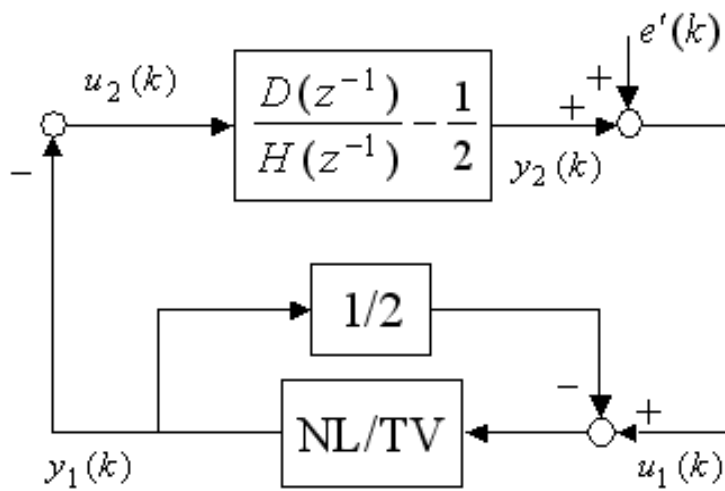 e'(k)
u₂(k)
D(z⁻¹)/H(z⁻¹) - 1/2
+
+
y₂(k)
−
1/2
−
+
NL/TV
y₁(k)
u₁(k)